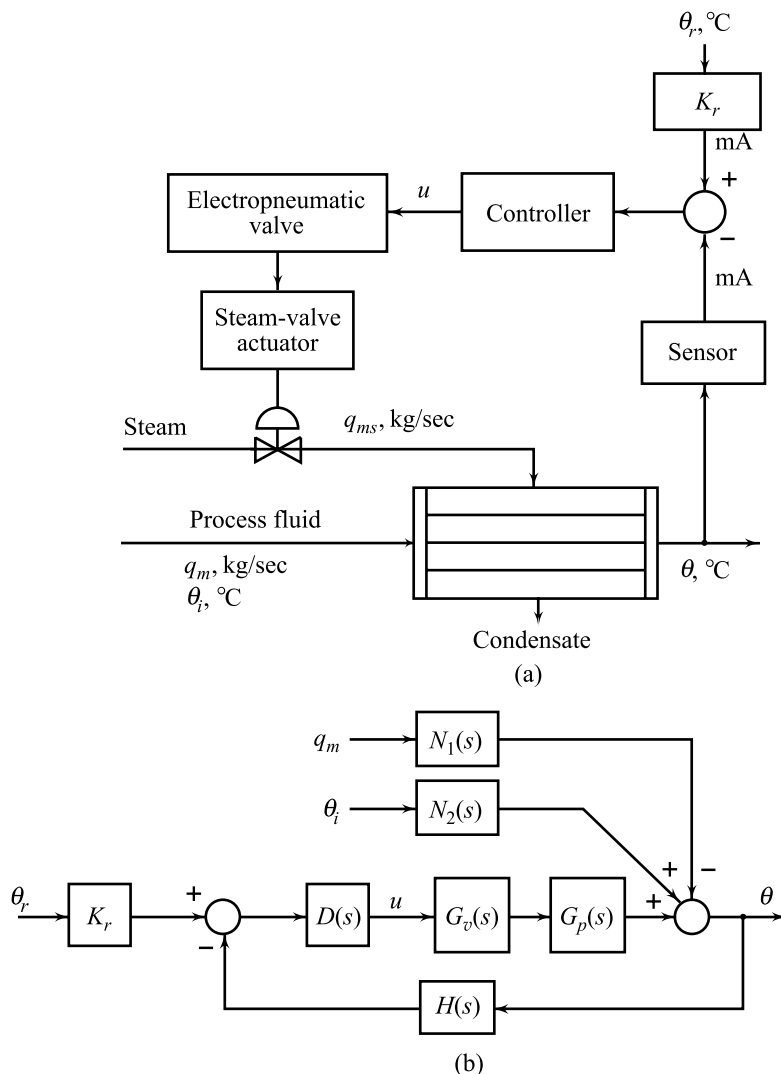 θr, °C
Kr
mA
+
Electropneumatic
valve
u
Controller
−
mA
Steam-valve
actuator
Sensor
Steam
qms, kg/sec
Process fluid
qm, kg/sec
θi, °C
θ, °C
Condensate
(a)
qm
N1(s)
θi
N2(s)
+
−
θr
Kr
+
−
D(s)
u
Gv(s)
Gp(s)
+
θ
H(s)
(b)